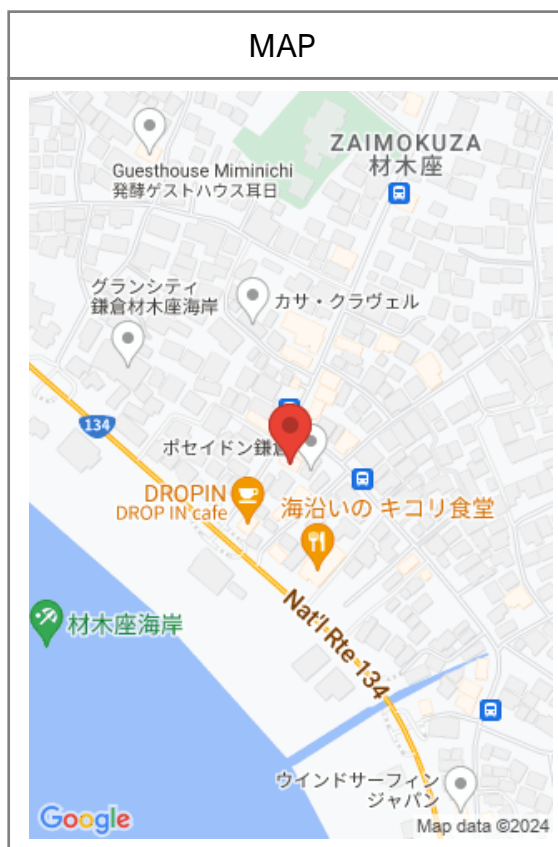 MAP
ZAIMOKUZA
材木座
Guesthouse Miminichi
発酵ゲストハウス耳日
グランシティ
鎌倉材木座海岸
カサ・クラヴェル
134
ポセイドン鎌倉
DROPIN
DROP IN cafe
海沿いの キコリ食堂
Nat'l Rte 134
材木座海岸
ウインドサーフィン
ジャパン
Google
Map data ©2024